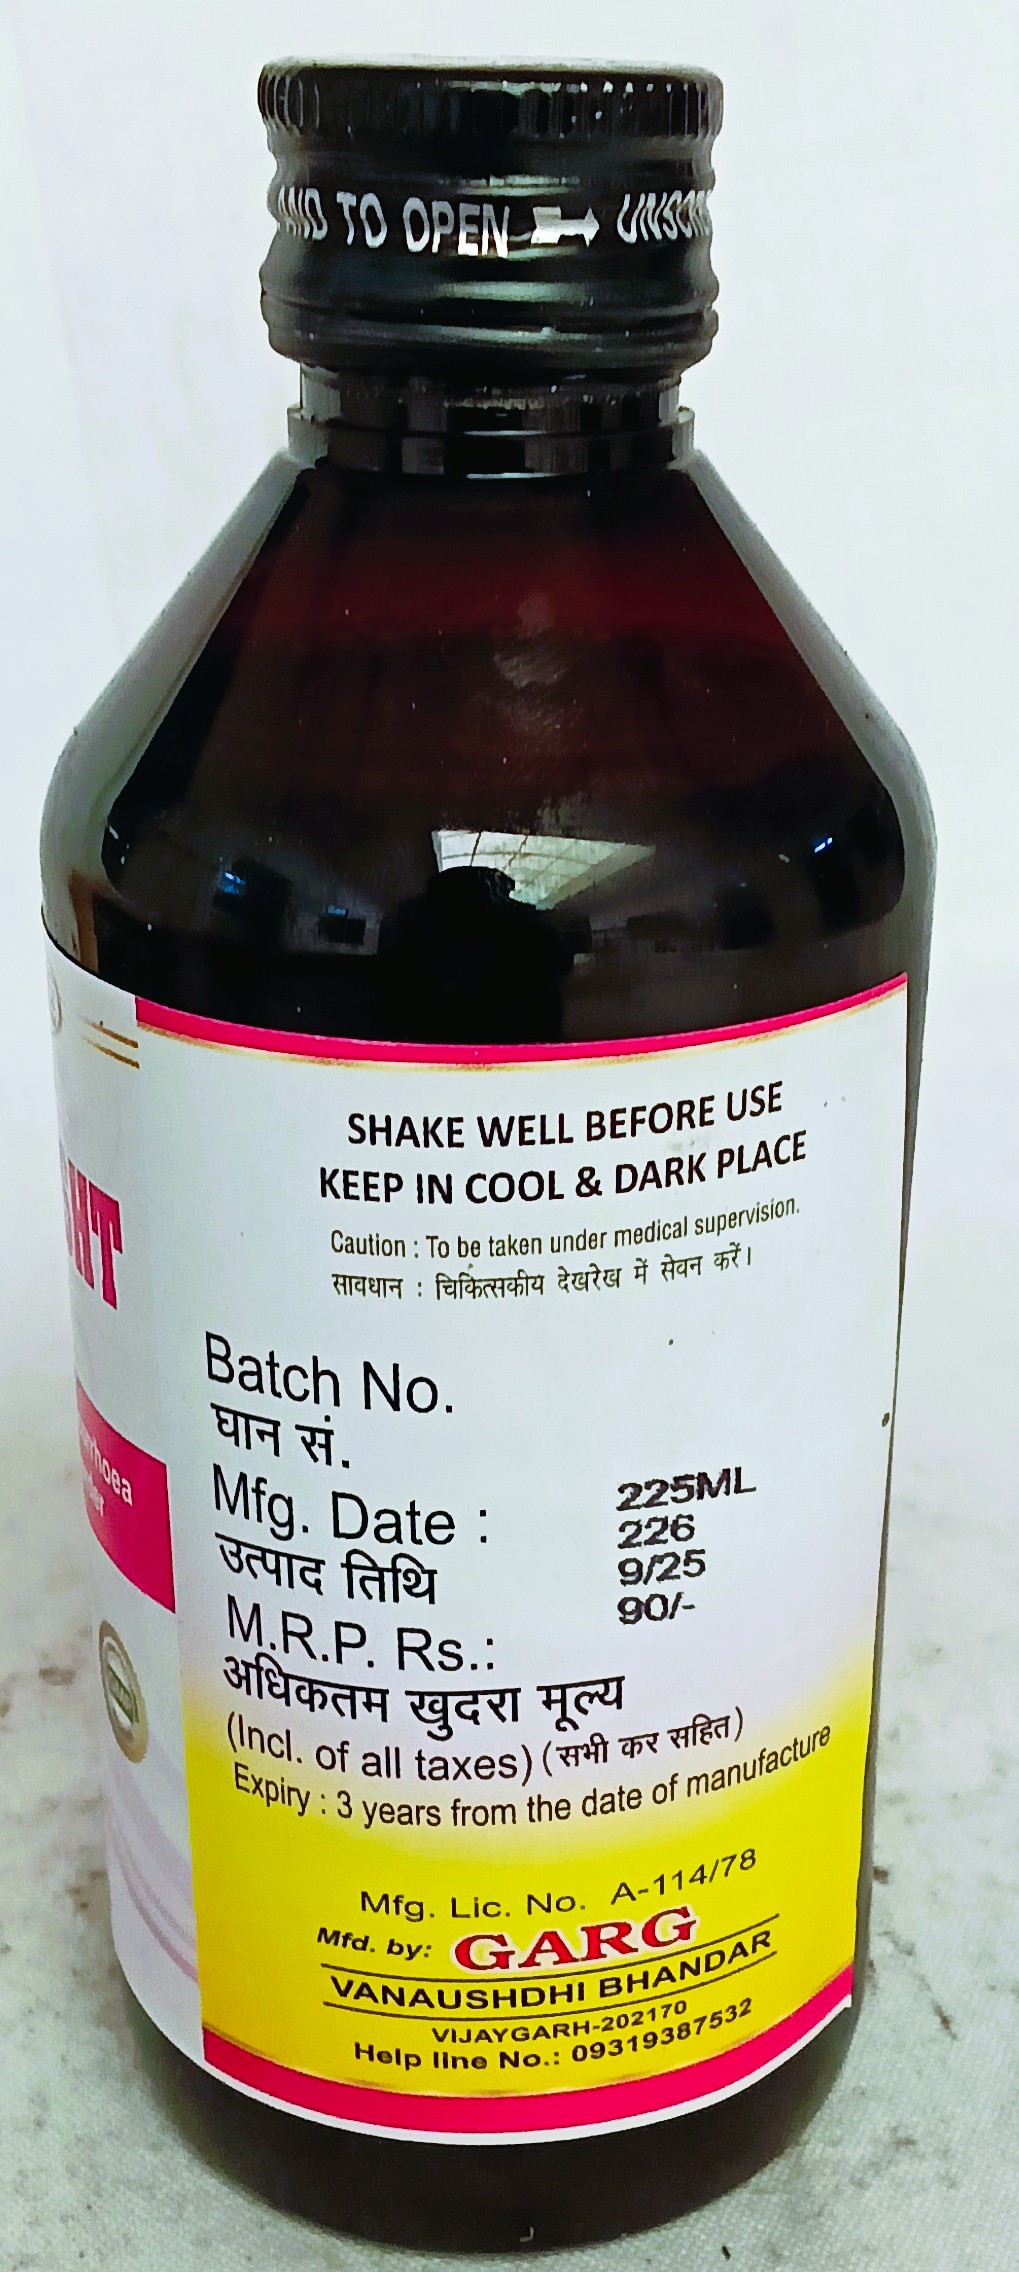 TO OPEN
SHAKE WELL BEFORE USE
KEEP IN COOL & DARK PLACE
Caution : To be taken under medical supervision.
सावधान : चिकित्सकीय देखरेख में सेवन करें।
Batch No.
घान सं.
Mfg. Date :
उत्पाद तिथि
M.R.P. Rs.:
अधिकतम खुदरा मूल्य
225ML
226
9/25
90/-
(Incl. of all taxes) (सभी कर सहित)
Expiry : 3 years from the date of manufacture
Mfg. Lic. No. A-114/78
Mfd. by: GARG
VANAUSHDHI BHANDAR
VIJAYGARH-202170
Help line No.: 09319387532